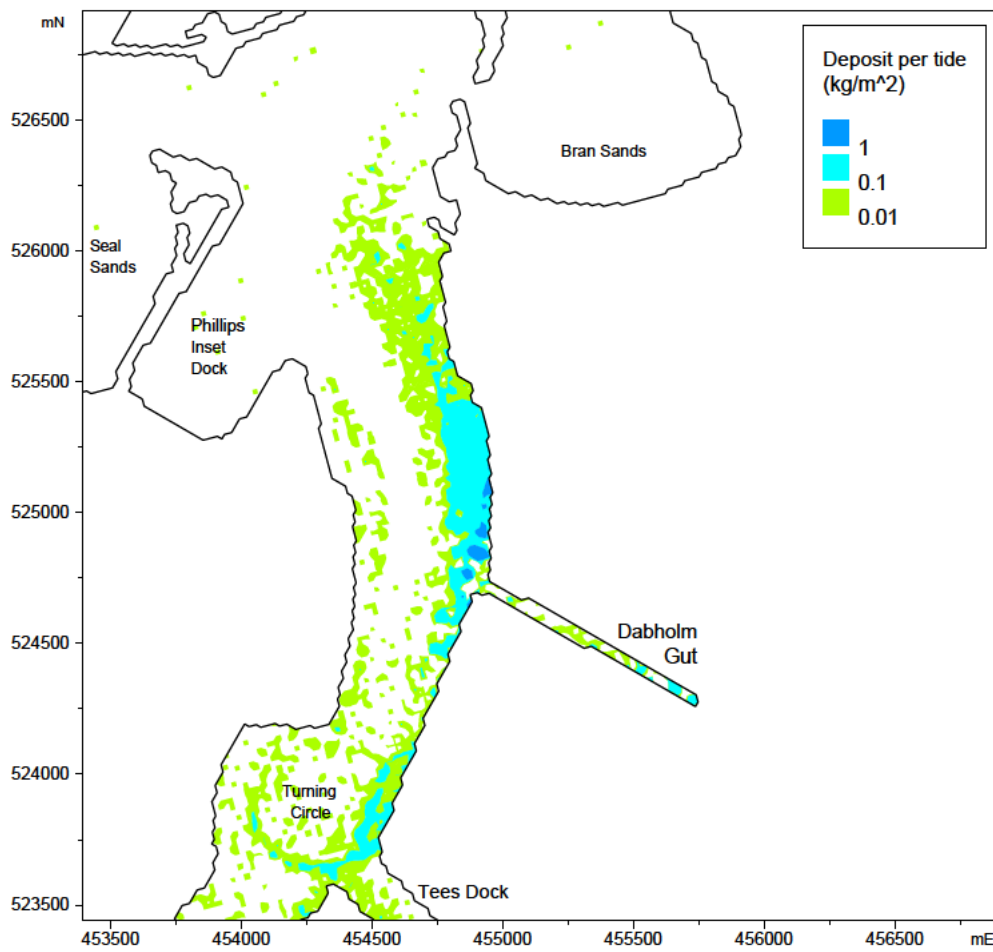 mN
Deposit per tide
(kg/m^2)
1
0.1
0.01
526500
526000
525500
525000
524500
524000
523500
Bran Sands
Seal
Sands
Phillips
Inset
Dock
Dabholm
Gut
Turning
Circle
Tees Dock
453500 454000 454500 455000 455500 456000 456500 mE